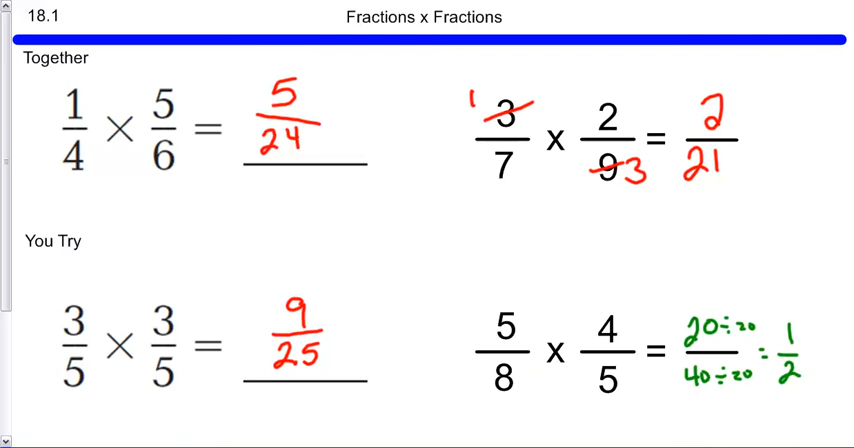 18.1 Fractions x Fractions
Together
1/4 × 5/6 = 5/24
1 3/7 x 2/9 3 = 2/21
You Try
3/5 × 3/5 = 9/25
5/8 x 4/5 = 20÷20/40÷20 = 1/2